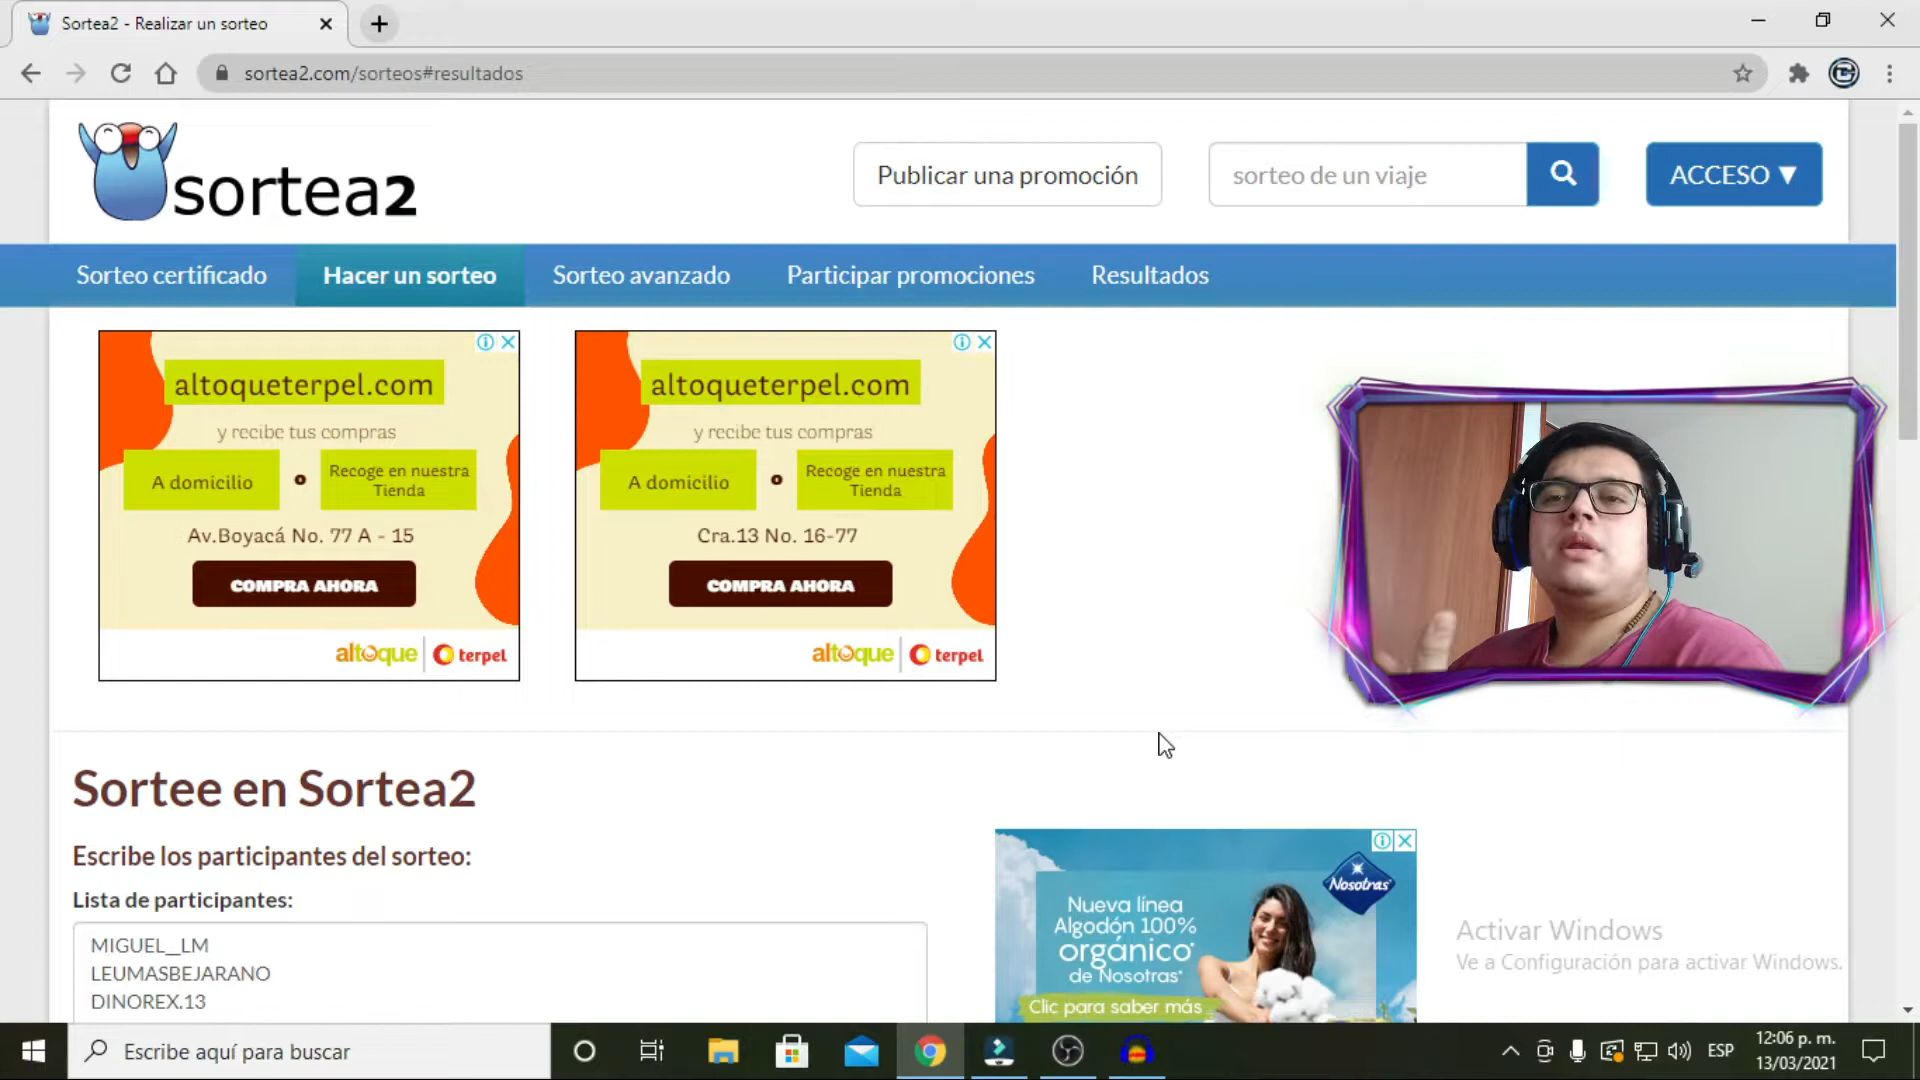 Sortea2 - Realizar un sorteo
sortea2.com/sorteos#resultados
sortea2
Publicar una promoción
sorteo de un viaje
ACCESO ▼
Sorteo certificado
Hacer un sorteo
Sorteo avanzado
Participar promociones
Resultados
altoqueterpel.com
y recibe tus compras
A domicilio
o
Recoge en nuestra
Tienda
Av.Boyacá No. 77 A - 15
COMPRA AHORA
altoque
terpel
altoqueterpel.com
y recibe tus compras
A domicilio
o
Recoge en nuestra
Tienda
Cra.13 No. 16-77
COMPRA AHORA
altoque
terpel
Sortee en Sortea2
Escribe los participantes del sorteo:
Lista de participantes:
MIGUEL__LM
LEUMASBEJARANO
DINOREX.13
Nosotras
Nueva línea
Algodón 100%
orgánico*
de Nosotras*
Clic para saber más
Activar Windows
Ve a Configuración para activar Windows.
Escribe aquí para buscar
ESP
12:06 p. m.
13/03/2021